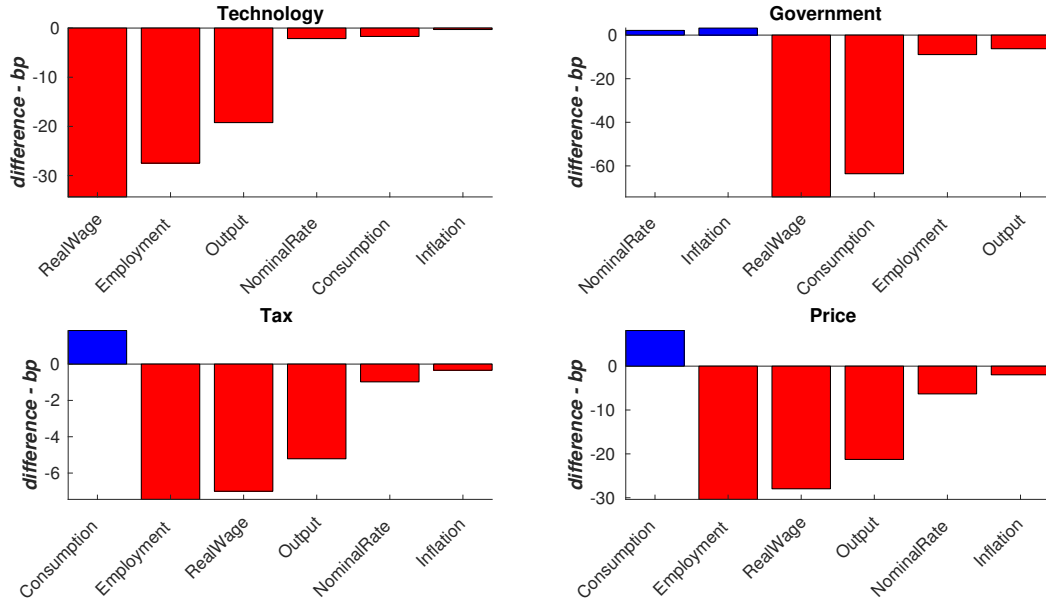 Technology
difference - bp
0
-10
-20
-30
RealWage
Employment
Output
NominalRate
Consumption
Inflation
Government
difference - bp
0
-20
-40
-60
NominalRate
Inflation
RealWage
Consumption
Employment
Output
Tax
difference - bp
0
-2
-4
-6
Consumption
Employment
RealWage
Output
NominalRate
Inflation
Price
difference - bp
0
-10
-20
-30
Consumption
Employment
RealWage
Output
NominalRate
Inflation